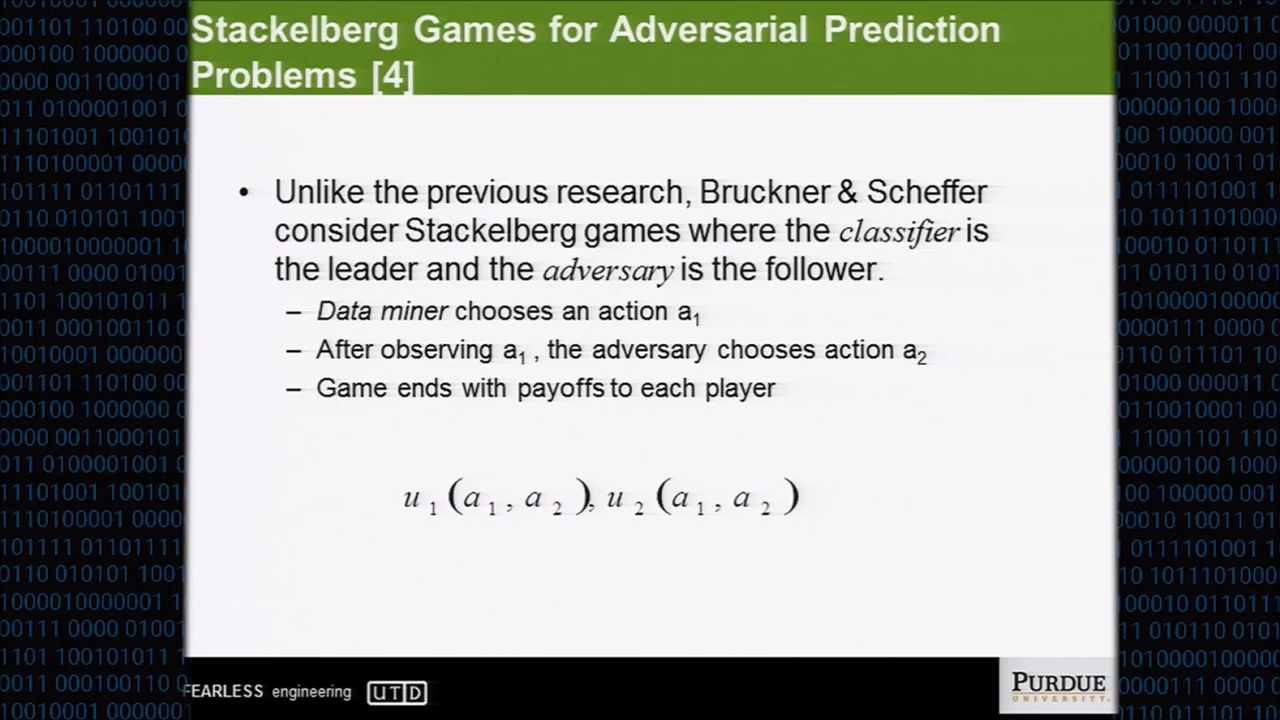 Stackelberg Games for Adversarial Prediction
Problems [4]
• Unlike the previous research, Bruckner & Scheffer
consider Stackelberg games where the classifier is
the leader and the adversary is the follower.
– Data miner chooses an action a₁
– After observing a₁ , the adversary chooses action a₂
– Game ends with payoffs to each player
u₁(a₁, a₂), u₂(a₁, a₂)
FEARLESS engineering UTD
PURDUE
UNIVERSITY